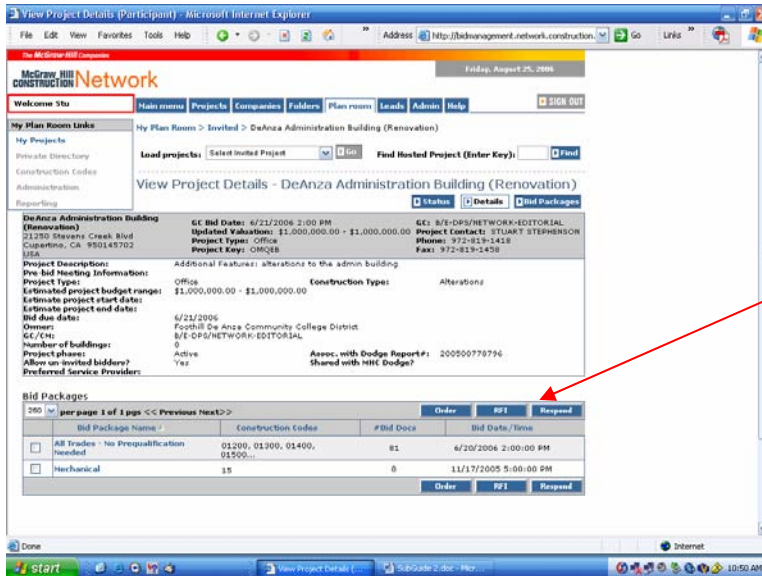 View Project Details (Participant) - Microsoft Internet Explorer
File Edit View Favorites Tools Help » Address http://bidmanagement.network.construction. Go Links »
The McGraw-Hill Companies
McGraw Hill CONSTRUCTION Network
Friday, August 25, 2006
Welcome Stu
Main menu Projects Companies Folders Plan room Leads Admin Help SIGN OUT
My Plan Room Links
My Plan Room > Invited > DeAnza Administration Building (Renovation)
My Projects
Private Directory
Construction Codes
Administration
Reporting
Load projects: Select Invited Project Go Find Hosted Project (Enter Key): Find
View Project Details - DeAnza Administration Building (Renovation)
Status Details Bid Packages
DeAnza Administration Building (Renovation)
21250 Stevens Creek Blvd
Cupertino, CA 950145702
USA
GC Bid Date: 6/21/2006 2:00 PM
Updated Valuation: $1,000,000.00 - $1,000,000.00
Project Type: Office
Project Key: OMQEB
GC: B/E-DPS/NETWORK-EDITORIAL
Project Contact: STUART STEPHENSON
Phone: 972-819-1418
Fax: 972-819-1458
Project Description: Additional Features: alterations to the admin building
Pre-bid Meeting Information:
Project Type: Office Construction Type: Alterations
Estimated project budget range: $1,000,000.00 - $1,000,000.00
Estimate project start date:
Estimate project end date:
Bid due date: 6/21/2006
Owner: Foothill De Anza Community College District
GC/CM: B/E-DPS/NETWORK-EDITORIAL
Number of buildings: 0
Project phase: Active Assoc. with Dodge Report#: 200500770796
Allow un-invited bidders? Yes Shared with MHC Dodge?
Preferred Service Provider:
Bid Packages
250 per page 1 of 1 pgs << Previous Next>> Order RFI Respond
Bid Package Name Construction Codes #Bid Docs Bid Date/Time
All Trades - No Prequalification Needed 01200, 01300, 01400, 01500... 81 6/20/2006 2:00:00 PM
Mechanical 15 0 11/17/2005 5:00:00 PM
Order RFI Respond
Done Internet
start View Project Details (... SubGuide 2.doc - Micr... 10:50 AM